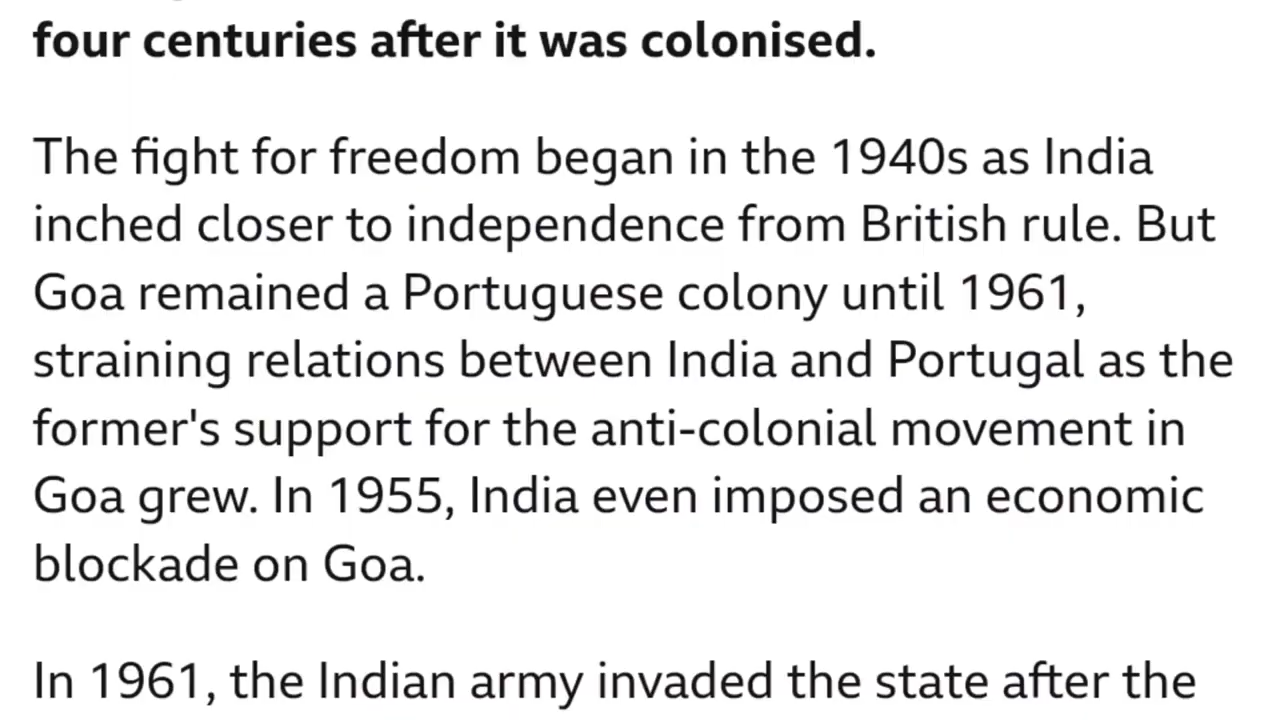 four centuries after it was colonised.
The fight for freedom began in the 1940s as India
inched closer to independence from British rule. But
Goa remained a Portuguese colony until 1961,
straining relations between India and Portugal as the
former's support for the anti-colonial movement in
Goa grew. In 1955, India even imposed an economic
blockade on Goa.
In 1961, the Indian army invaded the state after the